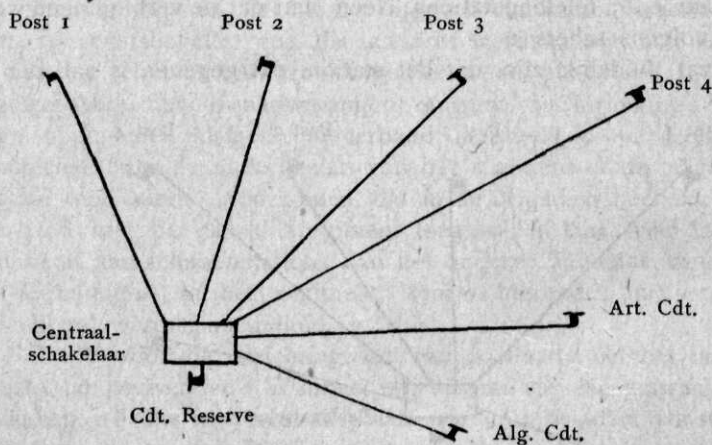 Post 1
Post 2
Post 3
Post 4
Art. Cdt.
Centraal-
schakelaar
Cdt. Reserve
Alg. Cdt.